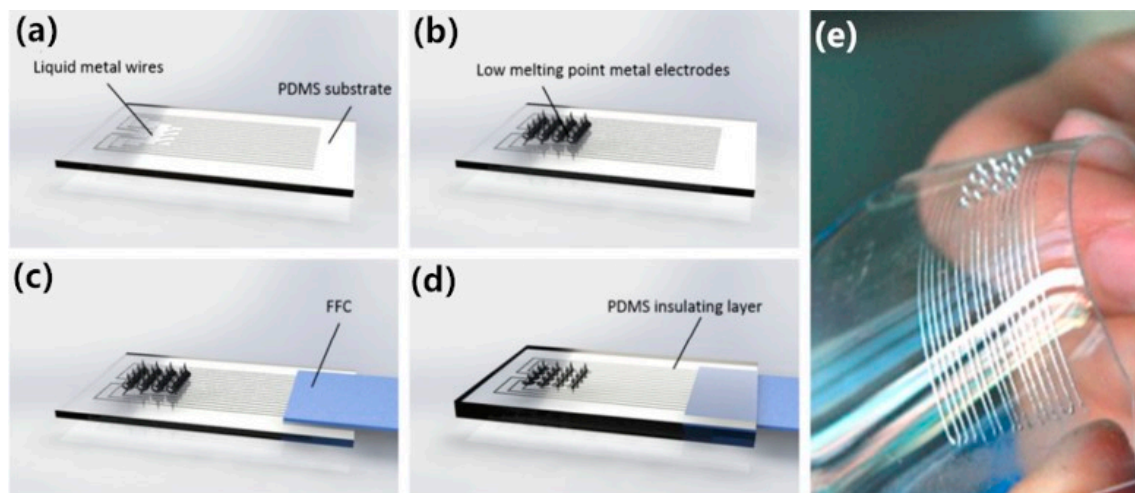 (a)
Liquid metal wires
PDMS substrate
(b)
Low melting point metal electrodes
(c)
FFC
(d)
PDMS insulating layer
(e)